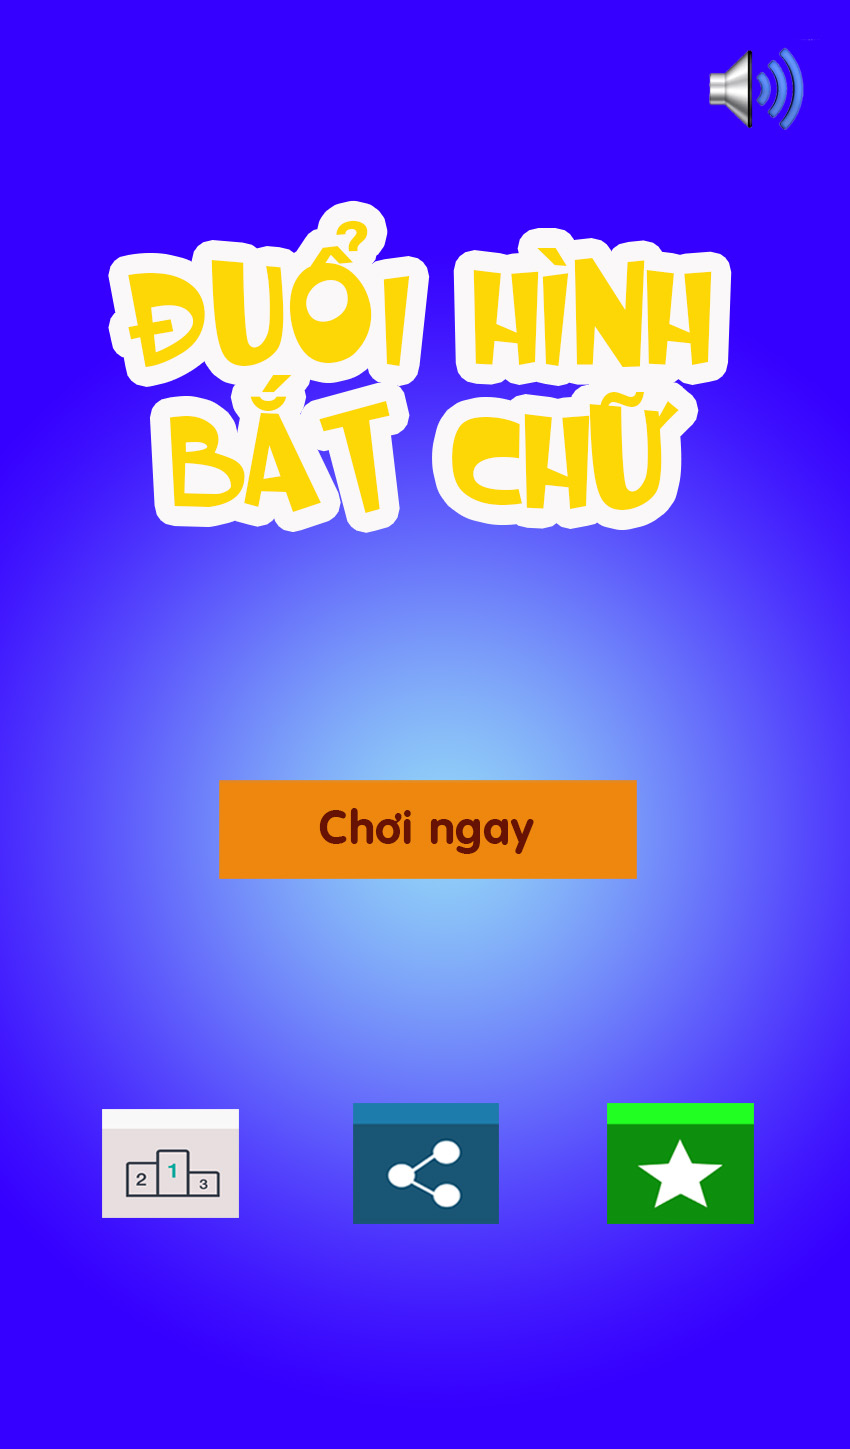 ĐUỔI HÌNH
BẮT CHỮ
Chơi ngay
2 1 3